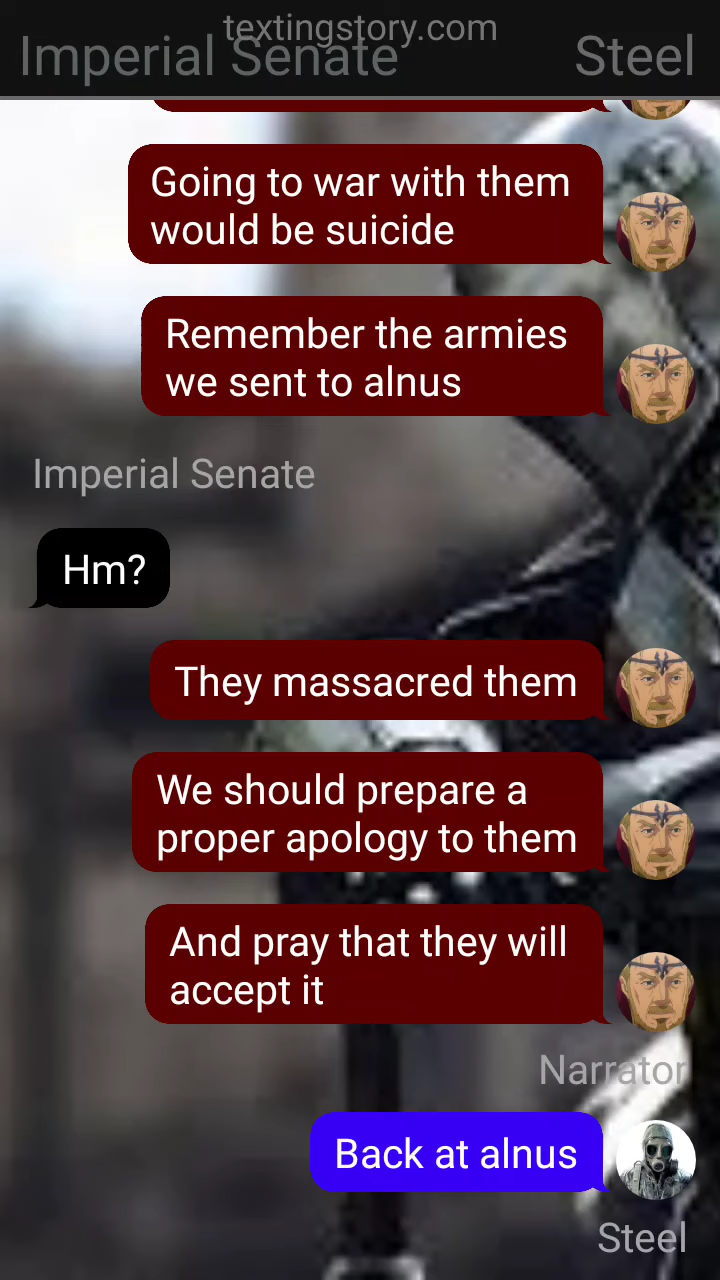 textingstory.com
Imperial Senate
Steel
Going to war with them
would be suicide
Remember the armies
we sent to alnus
Imperial Senate
Hm?
They massacred them
We should prepare a
proper apology to them
And pray that they will
accept it
Narrator
Back at alnus
Steel